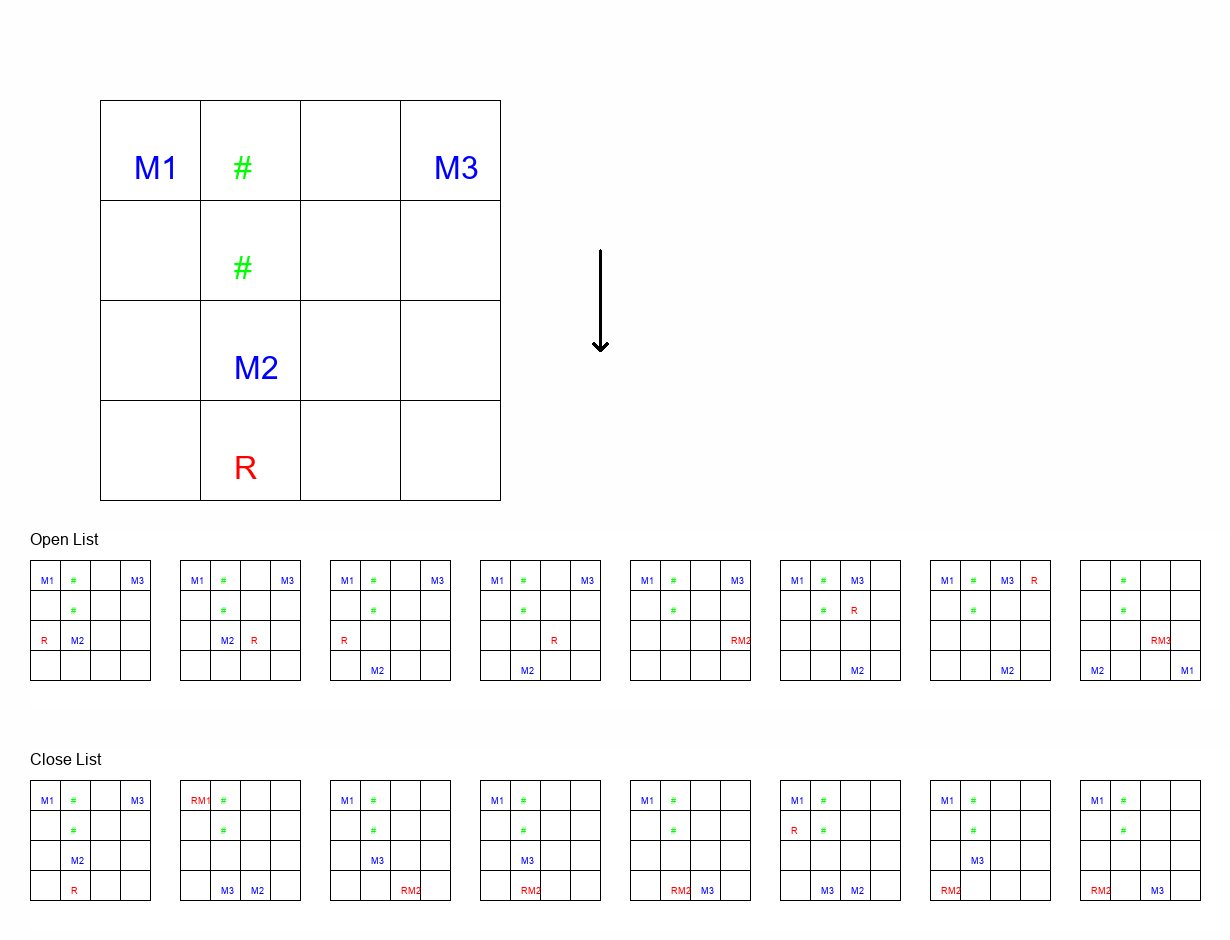 M1 # M3
#
M2
R
Open List
M1 # M3 M1 # M3 M1 # M3 M1 # M3 M1 # M3 M1 # M3 M1 # M3 R #
# # # # # # R # #
R M2 M2 R R R RM2 RM3
M2 M2 M2 M2 M2 M1
Close List
M1 # M3 RM1 # M1 # M1 # M1 # M1 # M1 # M1 #
# # # # # R # # #
M2 M3 M3 M3
R M3 M2 RM2 RM2 RM2 M3 M3 M2 RM2 RM2 M3